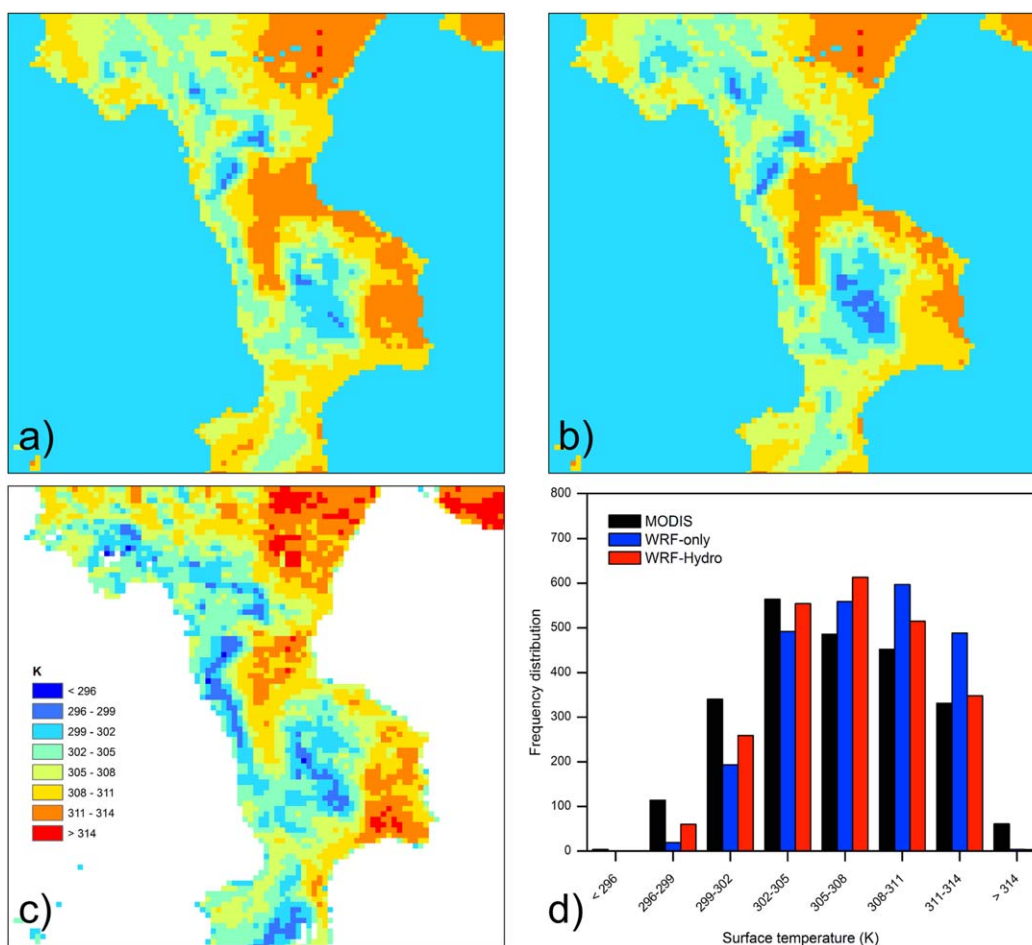 a)
b)
c)
K
< 296
296 - 299
299 - 302
302 - 305
305 - 308
308 - 311
311 - 314
> 314
d)
MODIS
WRF-only
WRF-Hydro
Frequency distribution
800
700
600
500
400
300
200
100
0
< 296
296-299
299-302
302-305
305-308
308-311
311-314
> 314
Surface temperature (K)